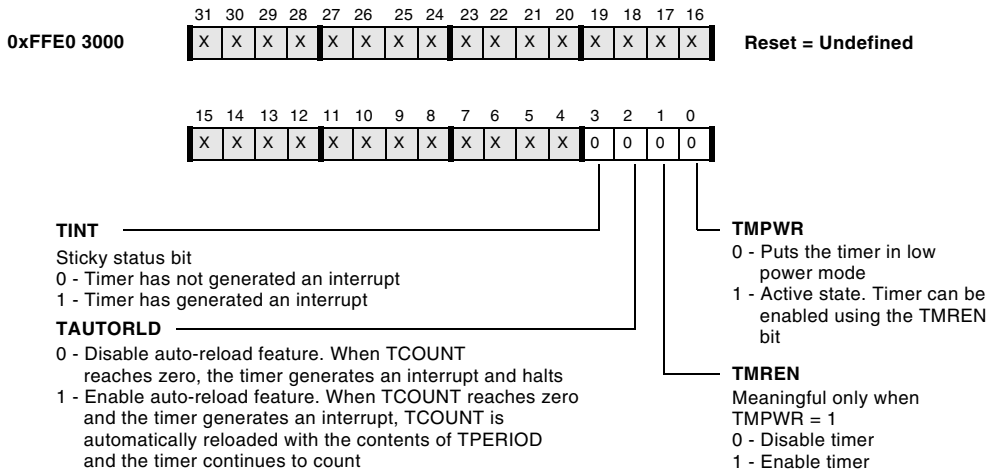 31 30 29 28 27 26 25 24 23 22 21 20 19 18 17 16
0xFFE0 3000 X X X X X X X X X X X X X X X X Reset = Undefined
15 14 13 12 11 10 9 8 7 6 5 4 3 2 1 0
X X X X X X X X X X X X 0 0 0 0
TINT
Sticky status bit
0 - Timer has not generated an interrupt
1 - Timer has generated an interrupt
TAUTORLD
0 - Disable auto-reload feature. When TCOUNT
reaches zero, the timer generates an interrupt and halts
1 - Enable auto-reload feature. When TCOUNT reaches zero
and the timer generates an interrupt, TCOUNT is
automatically reloaded with the contents of TPERIOD
and the timer continues to count
TMPWR
0 - Puts the timer in low
power mode
1 - Active state. Timer can be
enabled using the TMREN
bit
TMREN
Meaningful only when
TMPWR = 1
0 - Disable timer
1 - Enable timer